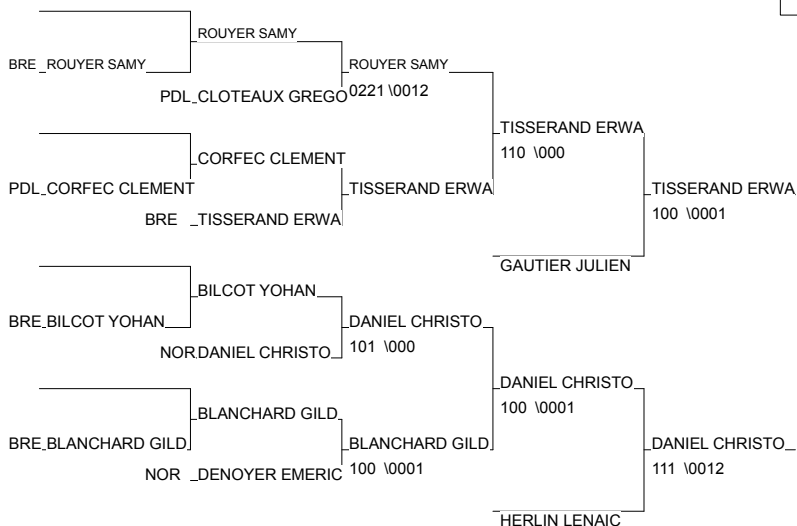 ROUYER SAMY
BRE ROUYER SAMY
ROUYER SAMY
PDL CLOTEAUX GREGO
0221 \0012
TISSERAND ERWA
110 \000
CORFEC CLEMENT
PDL CORFEC CLEMENT
TISSERAND ERWA
TISSERAND ERWA
100 \0001
BRE TISSERAND ERWA
GAUTIER JULIEN
BILCOT YOHAN
BRE BILCOT YOHAN
DANIEL CHRISTO
101 \000
NOR DANIEL CHRISTO
DANIEL CHRISTO
100 \0001
BLANCHARD GILD
BRE BLANCHARD GILD
BLANCHARD GILD
100 \0001
DANIEL CHRISTO
111 \0012
NOR DENOYER EMERIC
HERLIN LENAIC